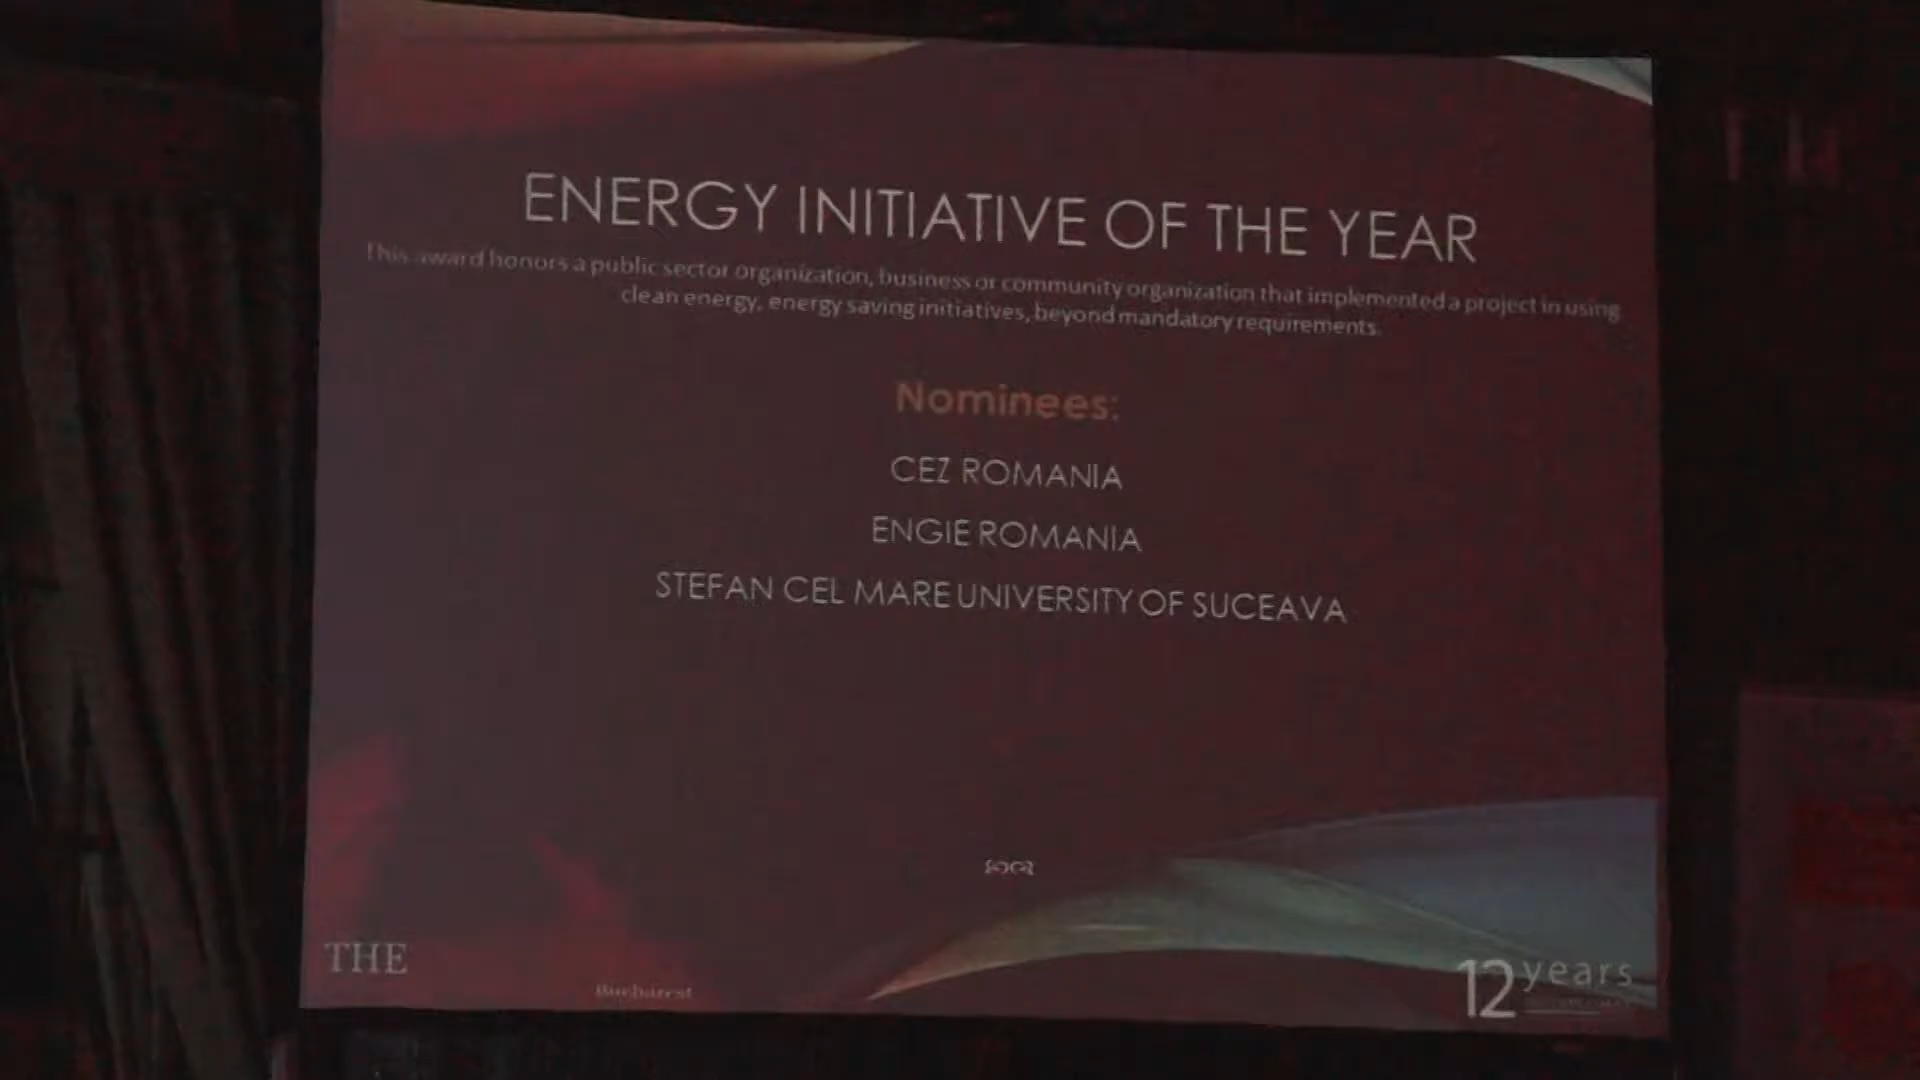 ENERGY INITIATIVE OF THE YEAR
This award honors a public sector organization, business or community organization that implemented a project in using
clean energy, energy saving initiatives, beyond mandatory requirements.
Nominees:
CEZ ROMANIA
ENGIE ROMANIA
STEFAN CEL MARE UNIVERSITY OF SUCEAVA
THE
Bucharest
12 years